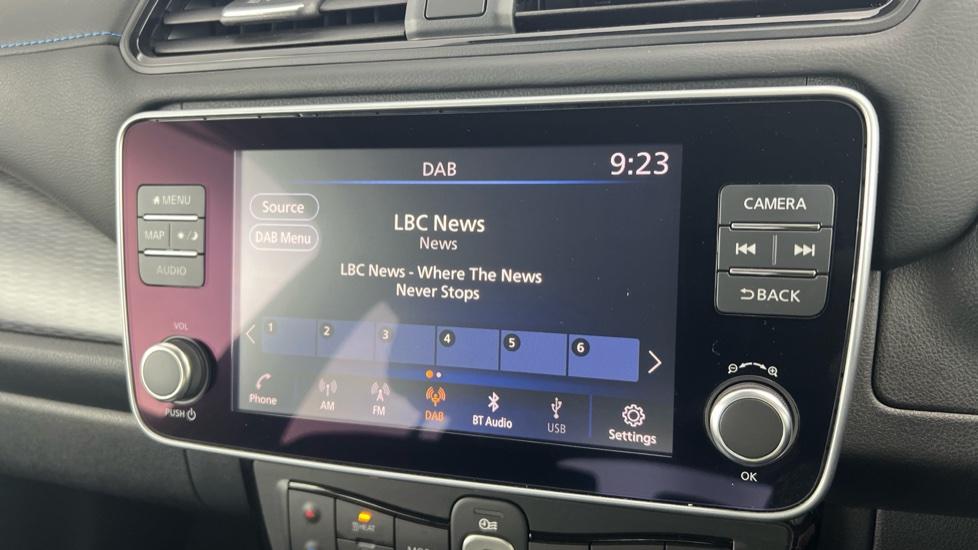 DAB
9:23
MENU
MAP
AUDIO
Source
DAB Menu
LBC News
News
LBC News - Where The News
Never Stops
1 2 3 4 5 6
Phone AM FM DAB BT Audio USB Settings
CAMERA
BACK
VOL
PUSH
OK
HEAT